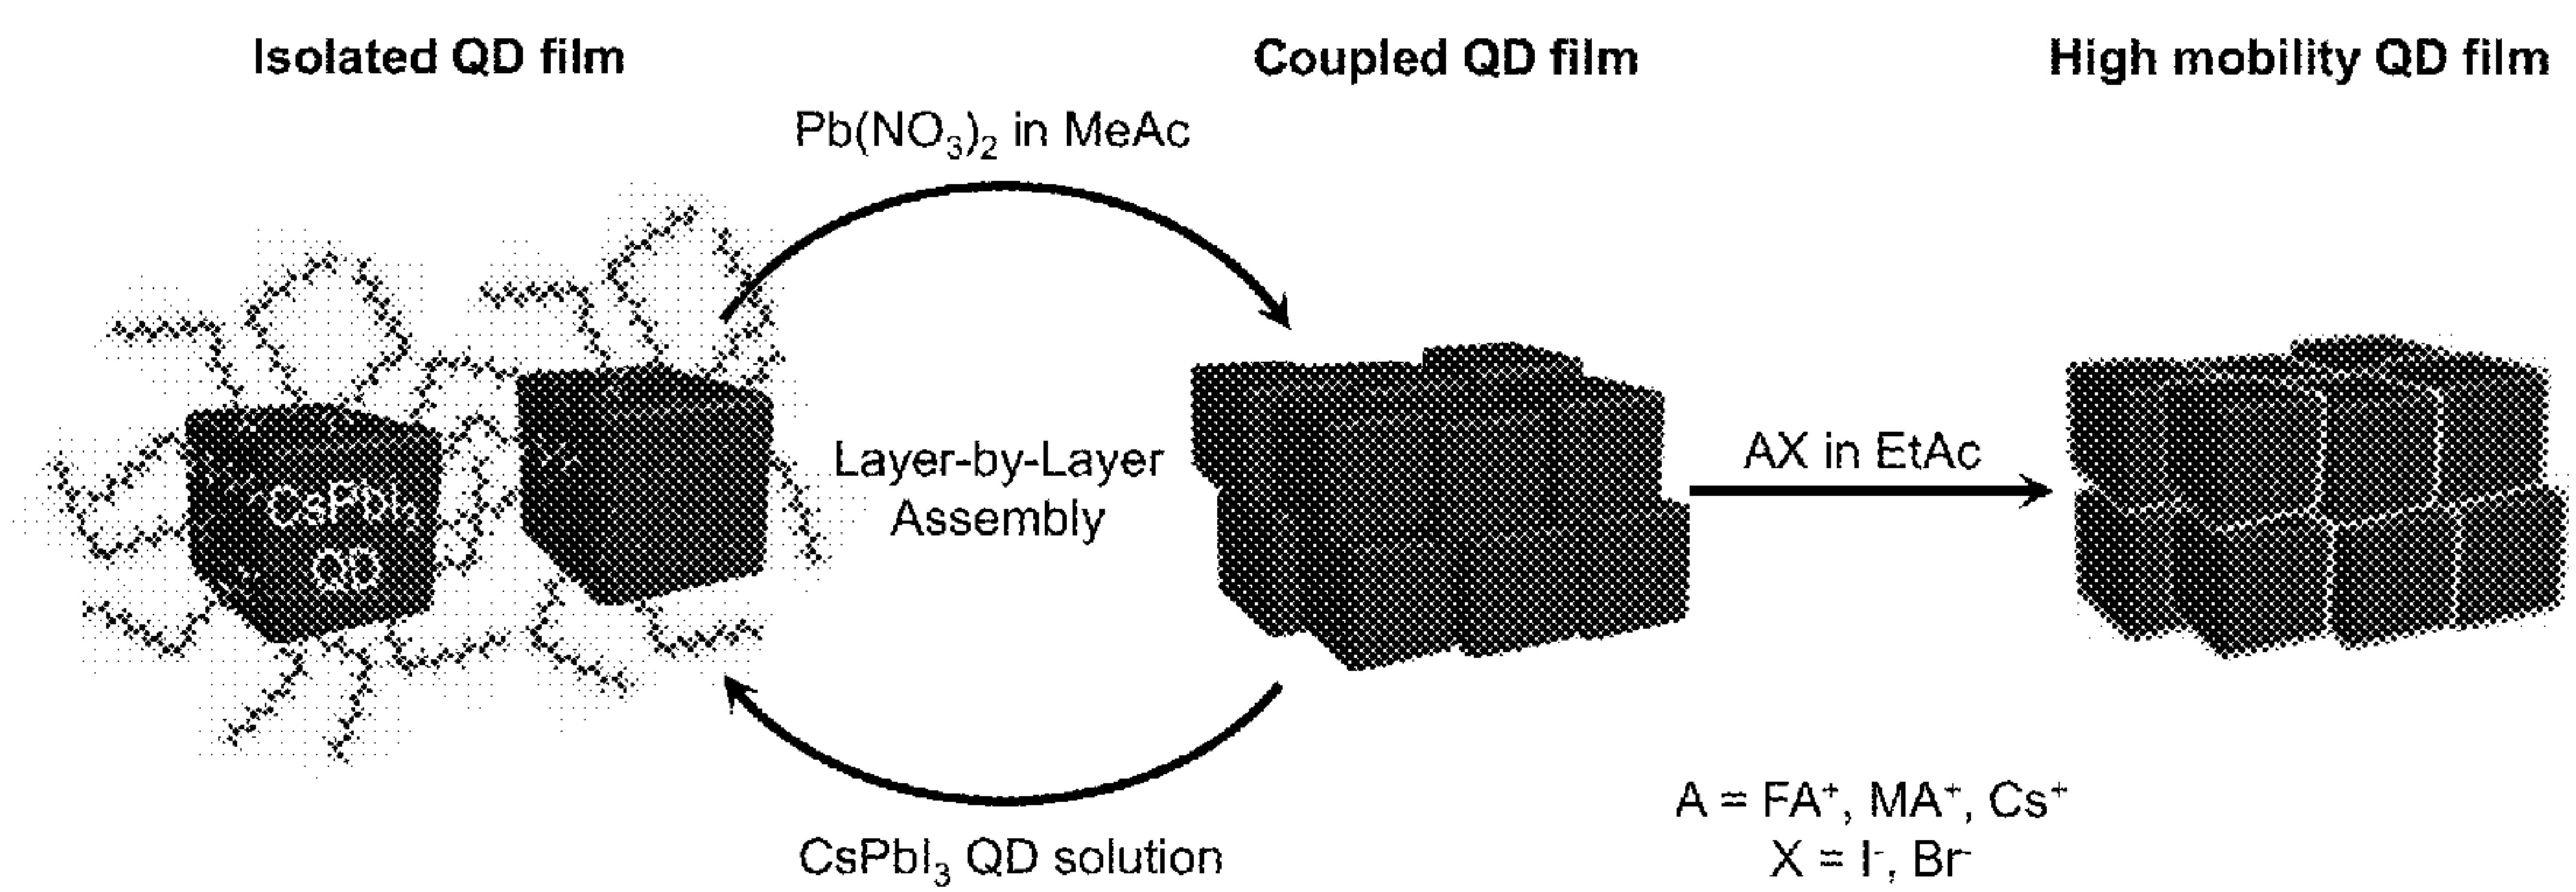 Isolated QD film
Coupled QD film
High mobility QD film
Pb(NO₃)₂ in MeAc
Layer-by-Layer
Assembly
CsPbI₃
QD
AX in EtAc
CsPbI₃ QD solution
A = FA⁺, MA⁺, Cs⁺
X = I⁻, Br⁻